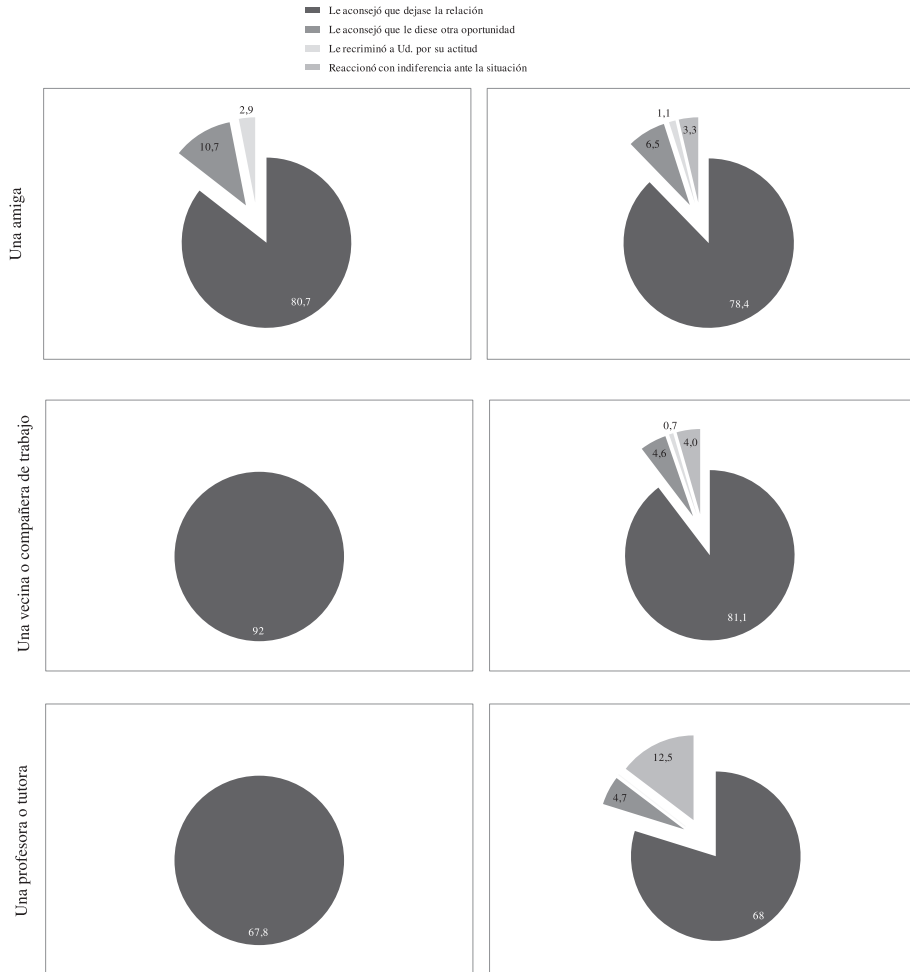 Le aconsejó que dejase la relación
Le aconsejó que le diese otra oportunidad
Le recriminó a Ud. por su actitud
Reaccionó con indiferencia ante la situación
Una amiga
2,9
10,7
80,7
1,1
3,3
6,5
78,4
Una vecina o compañera de trabajo
92
0,7
4,0
4,6
81,1
Una profesora o tutora
67,8
12,5
4,7
68